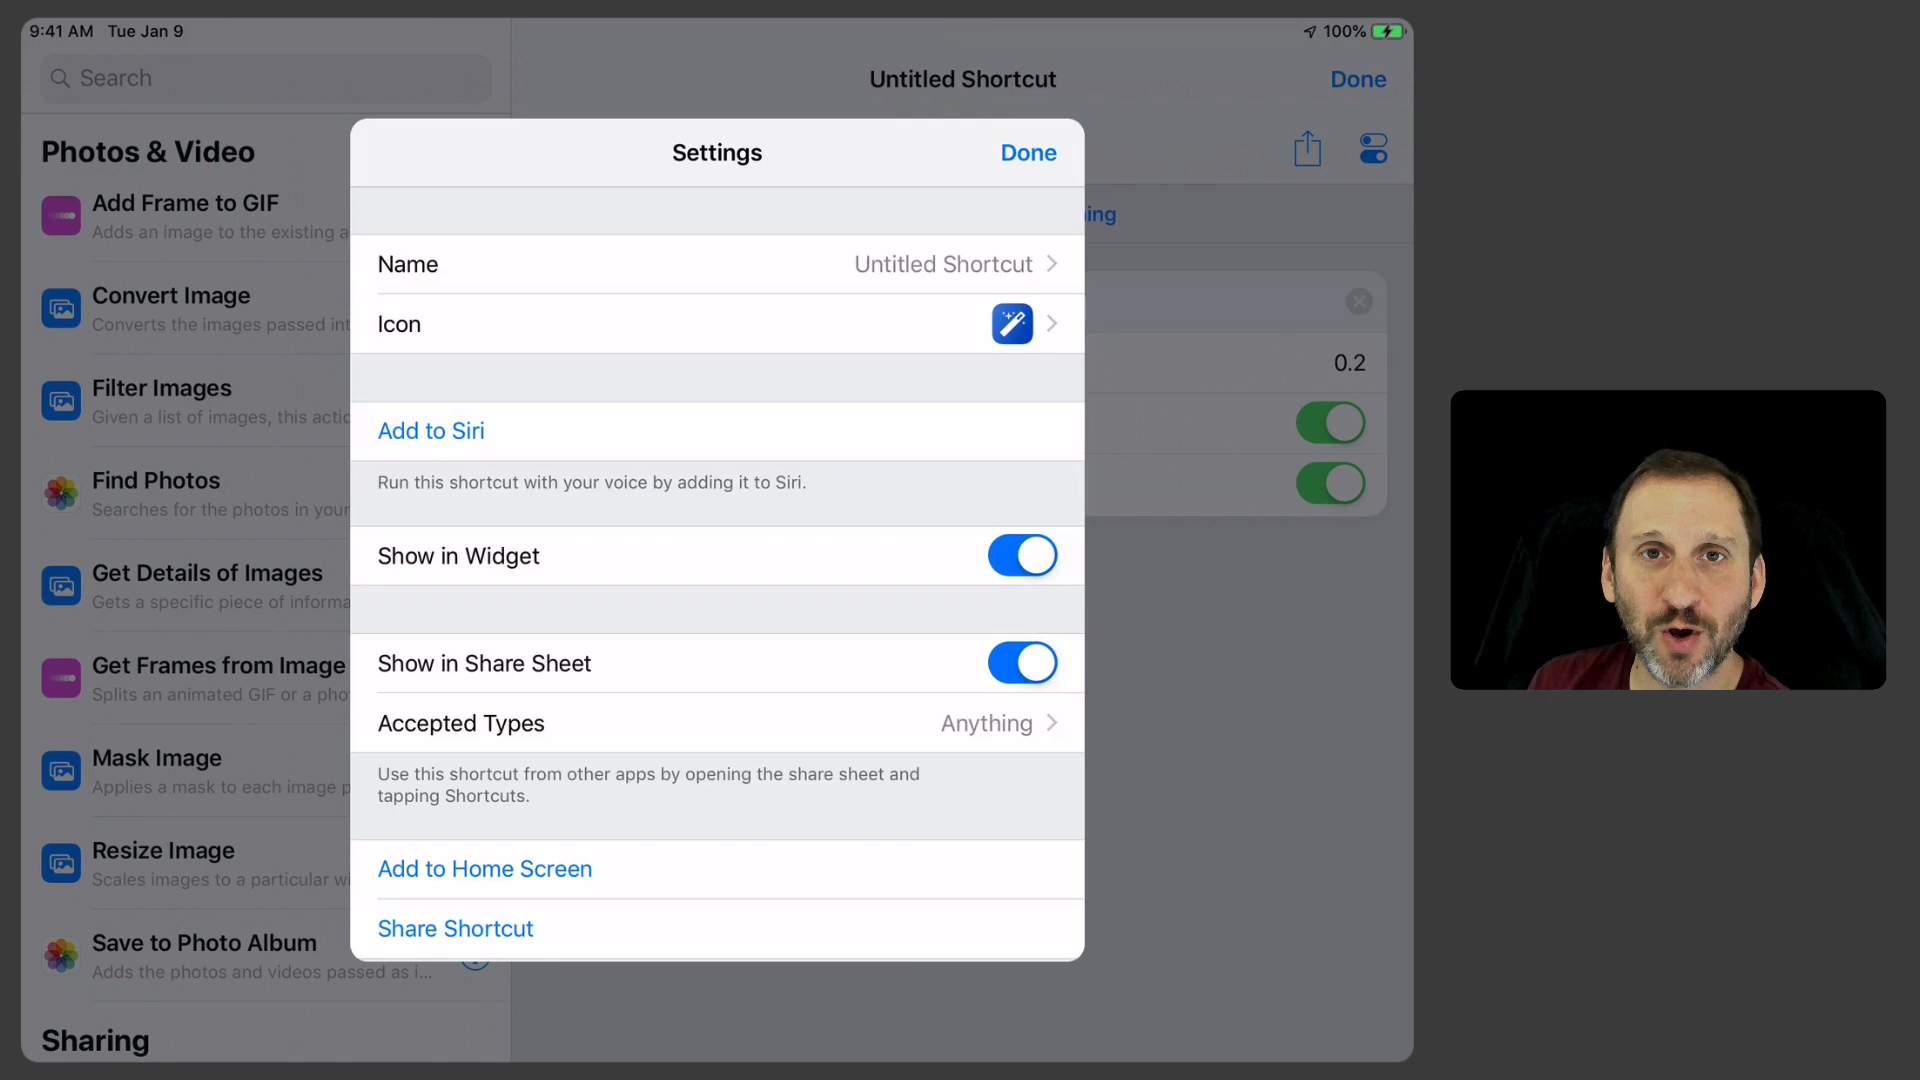 9:41 AM Tue Jan 9
100%
Search
Untitled Shortcut
Done
Photos & Video
Add Frame to GIF
Adds an image to the existing a
Convert Image
Converts the images passed int
Filter Images
Given a list of images, this actio
Find Photos
Searches for the photos in your
Get Details of Images
Gets a specific piece of informa
Get Frames from Image
Splits an animated GIF or a phot
Mask Image
Applies a mask to each image p
Resize Image
Scales images to a particular wi
Save to Photo Album
Adds the photos and videos passed as i...
Sharing
Settings
Done
Name
Untitled Shortcut
Icon
Add to Siri
Run this shortcut with your voice by adding it to Siri.
Show in Widget
Show in Share Sheet
Accepted Types
Anything
Use this shortcut from other apps by opening the share sheet and
tapping Shortcuts.
Add to Home Screen
Share Shortcut
ing
0.2